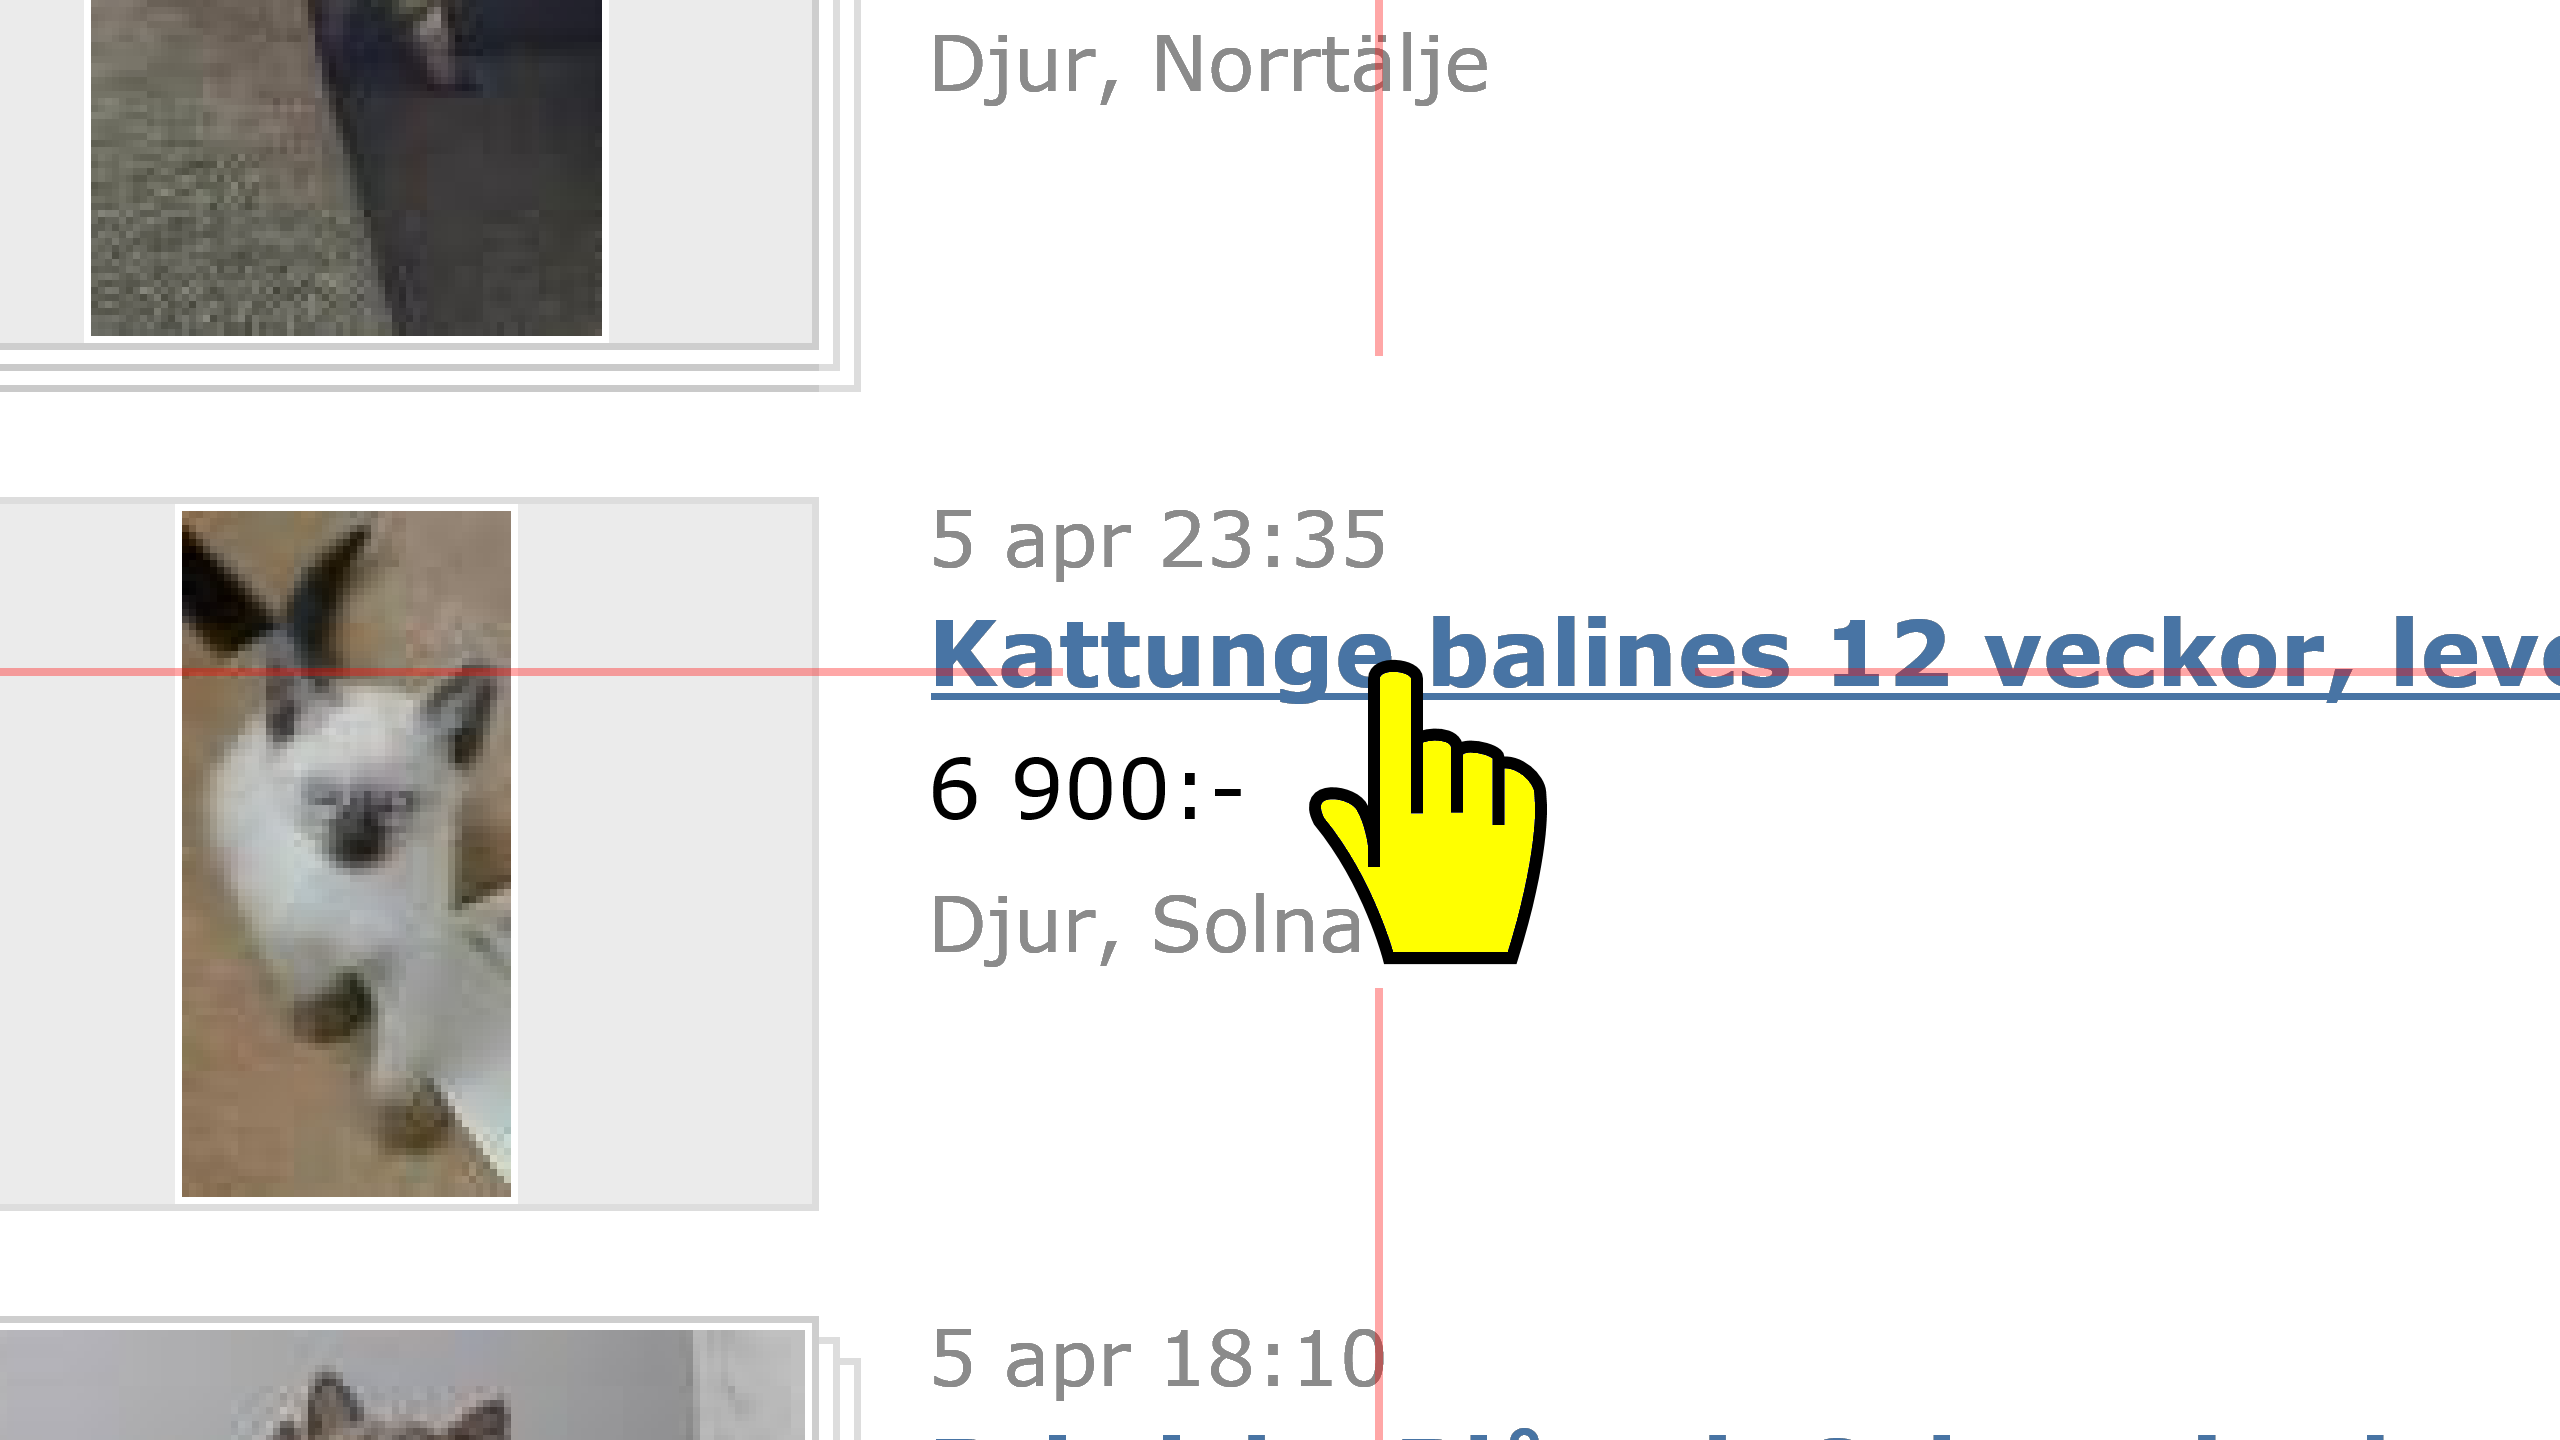 Djur, Norrtälje
5 apr 23:35
Kattunge balines 12 veckor,
6 900:-
Djur, Solna
5 apr 18:10